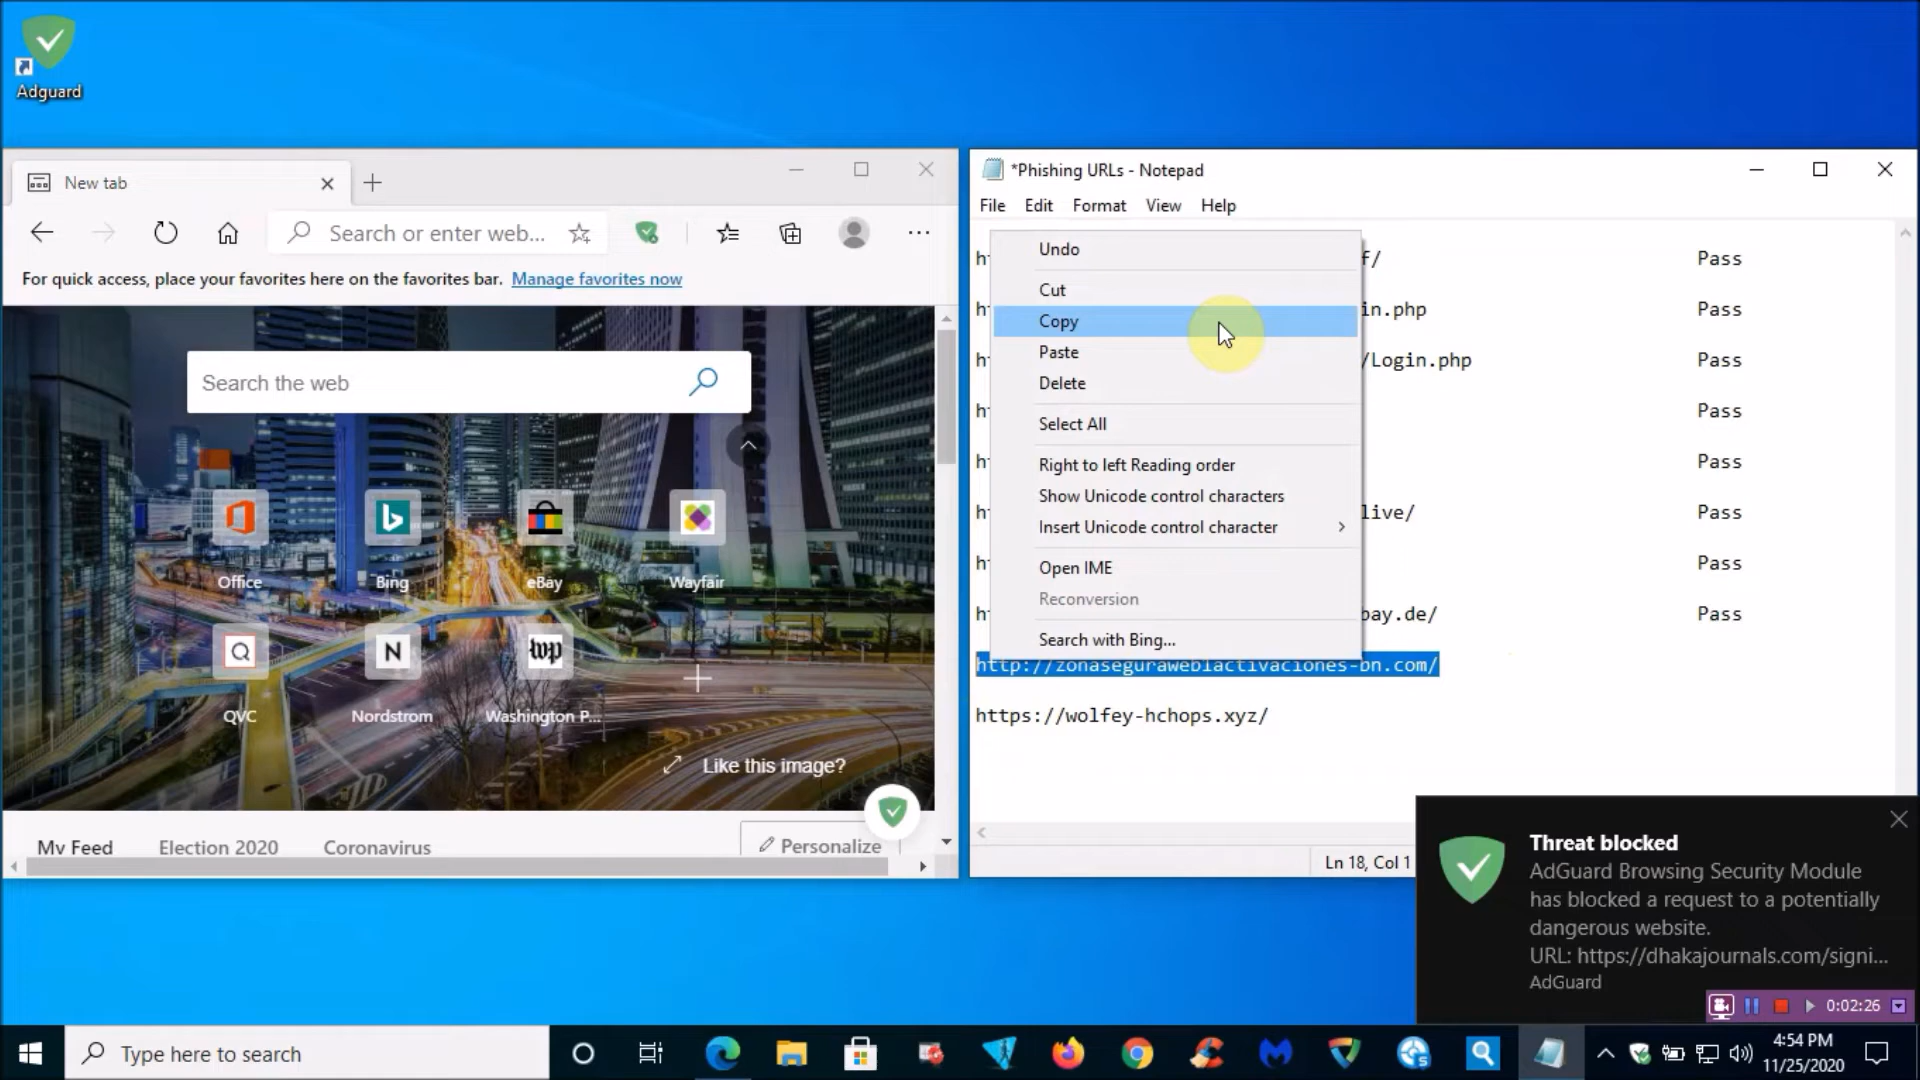 Adguard
New tab
Search or enter web...
For quick access, place your favorites here on the favorites bar. Manage favorites now
Search the web
Office
Bing
eBay
Wayfair
QVC
Nordstrom
wp
Washington P...
Like this image?
My Feed
Election 2020
Coronavirus
Personalize
*Phishing URLs - Notepad
File Edit Format View Help
f/ Pass
in.php Pass
/Login.php Pass
Pass
Pass
live/ Pass
Pass
bay.de/ Pass
Undo
Cut
Copy
Paste
Delete
Select All
Right to left Reading order
Show Unicode control characters
Insert Unicode control character
Open IME
Reconversion
Search with Bing...
http://zonaseguraweb1activaciones-bn.com/
https://wolfey-hchops.xyz/
Ln 18, Col 1
Threat blocked
AdGuard Browsing Security Module
has blocked a request to a potentially
dangerous website.
URL: https://dhakajournals.com/signi...
AdGuard
0:02:26
Type here to search
4:54 PM
11/25/2020